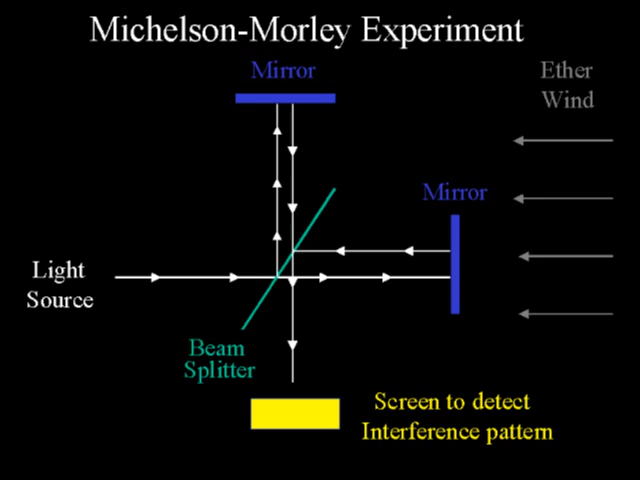 Michelson-Morley Experiment
Mirror
Ether
Wind
Mirror
Light
Source
Beam
Splitter
Screen to detect
Interference pattern